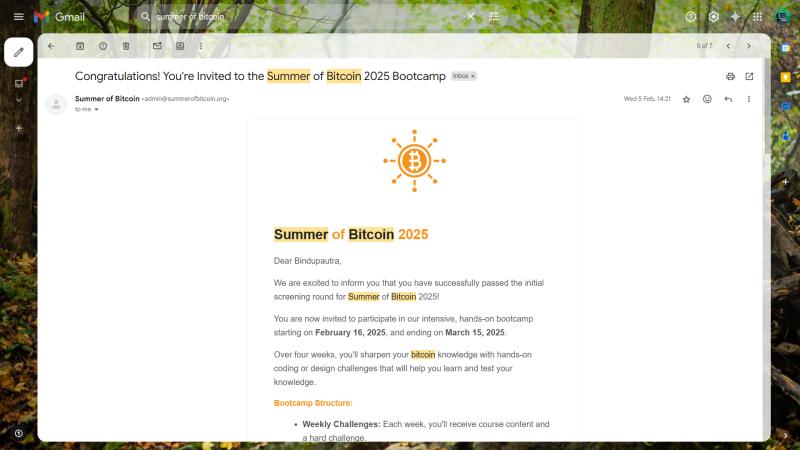 Gmail
summer of bitcoin
5 of 7
Congratulations! You're Invited to the Summer of Bitcoin 2025 Bootcamp
Inbox ×
Summer of Bitcoin <admin@summerofbitcoin.org>
Wed 5 Feb, 14:21
to me
Summer of Bitcoin 2025
Dear Bindupautra,
We are excited to inform you that you have successfully passed the initial
screening round for Summer of Bitcoin 2025!
You are now invited to participate in our intensive, hands-on bootcamp
starting on February 16, 2025, and ending on March 15, 2025.
Over four weeks, you'll sharpen your bitcoin knowledge with hands-on
coding or design challenges that will help you learn and test your
knowledge.
Bootcamp Structure:
• Weekly Challenges: Each week, you'll receive course content and
a hard challenge.